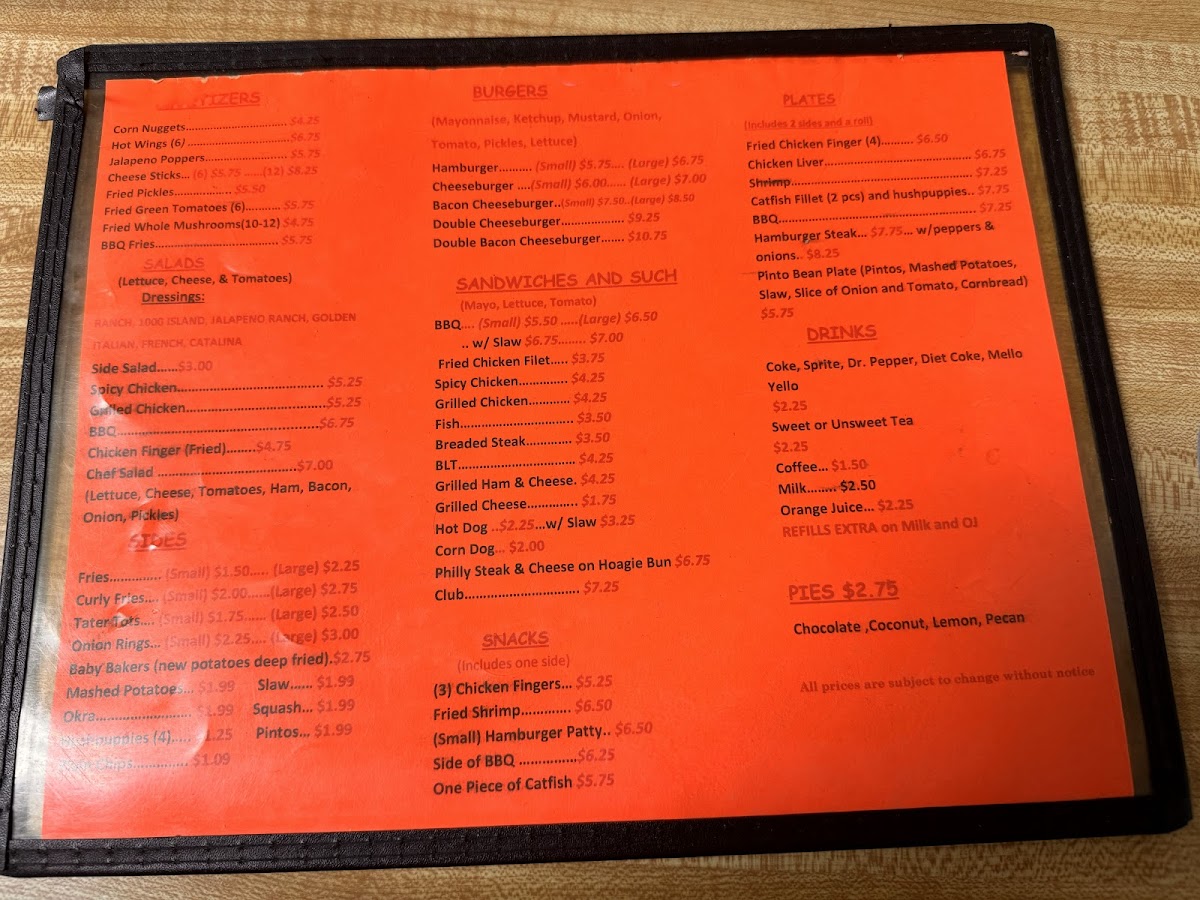 Corn Nuggets............................ $4.25
Hot Wings (6) ............................ $6.75
Jalapeno Poppers....................... $5.75
Cheese Sticks... (6) $5.75 ......(12) $8.25
Fried Pickles................ $5.50
Fried Green Tomatoes (6).......... $5.75
Fried Whole Mushrooms(10-12) $4.75
BBQ Fries................................. $5.75
SALADS
(Lettuce, Cheese, & Tomatoes)
Dressings:
RANCH, 1000 ISLAND, JALAPENO RANCH, GOLDEN
ITALIAN, FRENCH, CATALINA
Side Salad......$3.00
Spicy Chicken.................................. $5.25
Grilled Chicken.................................$5.25
BBQ................................................$6.75
Chicken Finger (Fried)........$4.75
Chef Salad .................................$7.00
(Lettuce, Cheese, Tomatoes, Ham, Bacon,
Onion, Pickles)
SIDES
Fries............. (Small) $1.50..... (Large) $2.25
Curly Fries.... (Small) $2.00......(Large) $2.75
Tater Tots.... (Small) $1.75...... (Large) $2.50
Onion Rings... (Small) $2.25.... (Large) $3.00
Baby Bakers (new potatoes deep fried).$2.75
Mashed Potatoes... $1.99 Slaw...... $1.99
Okra....................... $1.99 Squash... $1.99
(4)..... Pintos... $1.99
Chips............. $1.09
BURGERS
(Mayonnaise, Ketchup, Mustard, Onion,
Tomato, Pickles, Lettuce)
Hamburger......... (Small) $5.75.... (Large) $6.75
Cheeseburger ....(Small) $6.00...... (Large) $7.00
Bacon Cheeseburger..(Small) $7.50..(Large) $8.50
Double Cheeseburger.................. $9.25
Double Bacon Cheeseburger....... $10.75
SANDWICHES AND SUCH
(Mayo, Lettuce, Tomato)
BBQ.... (Small) $5.50 .....(Large) $6.50
.. w/ Slaw $6.75........ $7.00
Fried Chicken Filet.... $3.75
Spicy Chicken.............. $4.25
Grilled Chicken............ $4.25
Fish................................ $3.50
Breaded Steak............. $3.50
BLT................................. $4.25
Grilled Ham & Cheese. $4.25
Grilled Cheese.............. $1.75
Hot Dog ..$2.25...w/ Slaw $3.25
Corn Dog... $2.00
Philly Steak & Cheese on Hoagie Bun $6.75
Club................................ $7.25
SNACKS
(Includes one side)
(3) Chicken Fingers... $5.25
Fried Shrimp............. $6.50
(Small) Hamburger Patty.. $6.50
Side of BBQ ...............$6.25
One Piece of Catfish $5.75
PLATES
(Includes 2 sides and a roll)
Fried Chicken Finger (4).......... $6.50
Chicken Liver.......................................... $6.75
Shrimp.................................................... $7.25
Catfish Fillet (2 pcs) and hushpuppies.. $7.75
BBQ........................................................ $7.25
Hamburger Steak... $7.75... w/peppers &
onions.. $8.25
Pinto Bean Plate (Pintos, Mashed Potatoes,
Slaw, Slice of Onion and Tomato, Cornbread)
$5.75
DRINKS
Coke, Sprite, Dr. Pepper, Diet Coke, Mello
Yello
$2.25
Sweet or Unsweet Tea
$2.25
Coffee... $1.50
Milk........ $2.50
Orange Juice... $2.25
REFILLS EXTRA on Milk and OJ
PIES $2.75
Chocolate ,Coconut, Lemon, Pecan
All prices are subject to change without notice